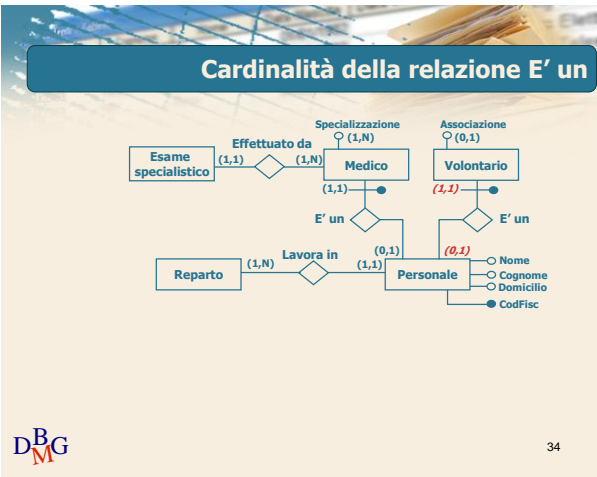 Cardinalità della relazione E’ un
Specializzazione
(1,N)
Associazione
(0,1)
Effettuato da
Esame
specialistico
(1,1)
(1,N)
Medico
Volontario
(1,1)
(1,1)
E’ un
E’ un
(0,1)
(0,1)
Lavora in
Reparto
(1,N)
(1,1)
Personale
Nome
Cognome
Domicilio
CodFisc
DBMG
34